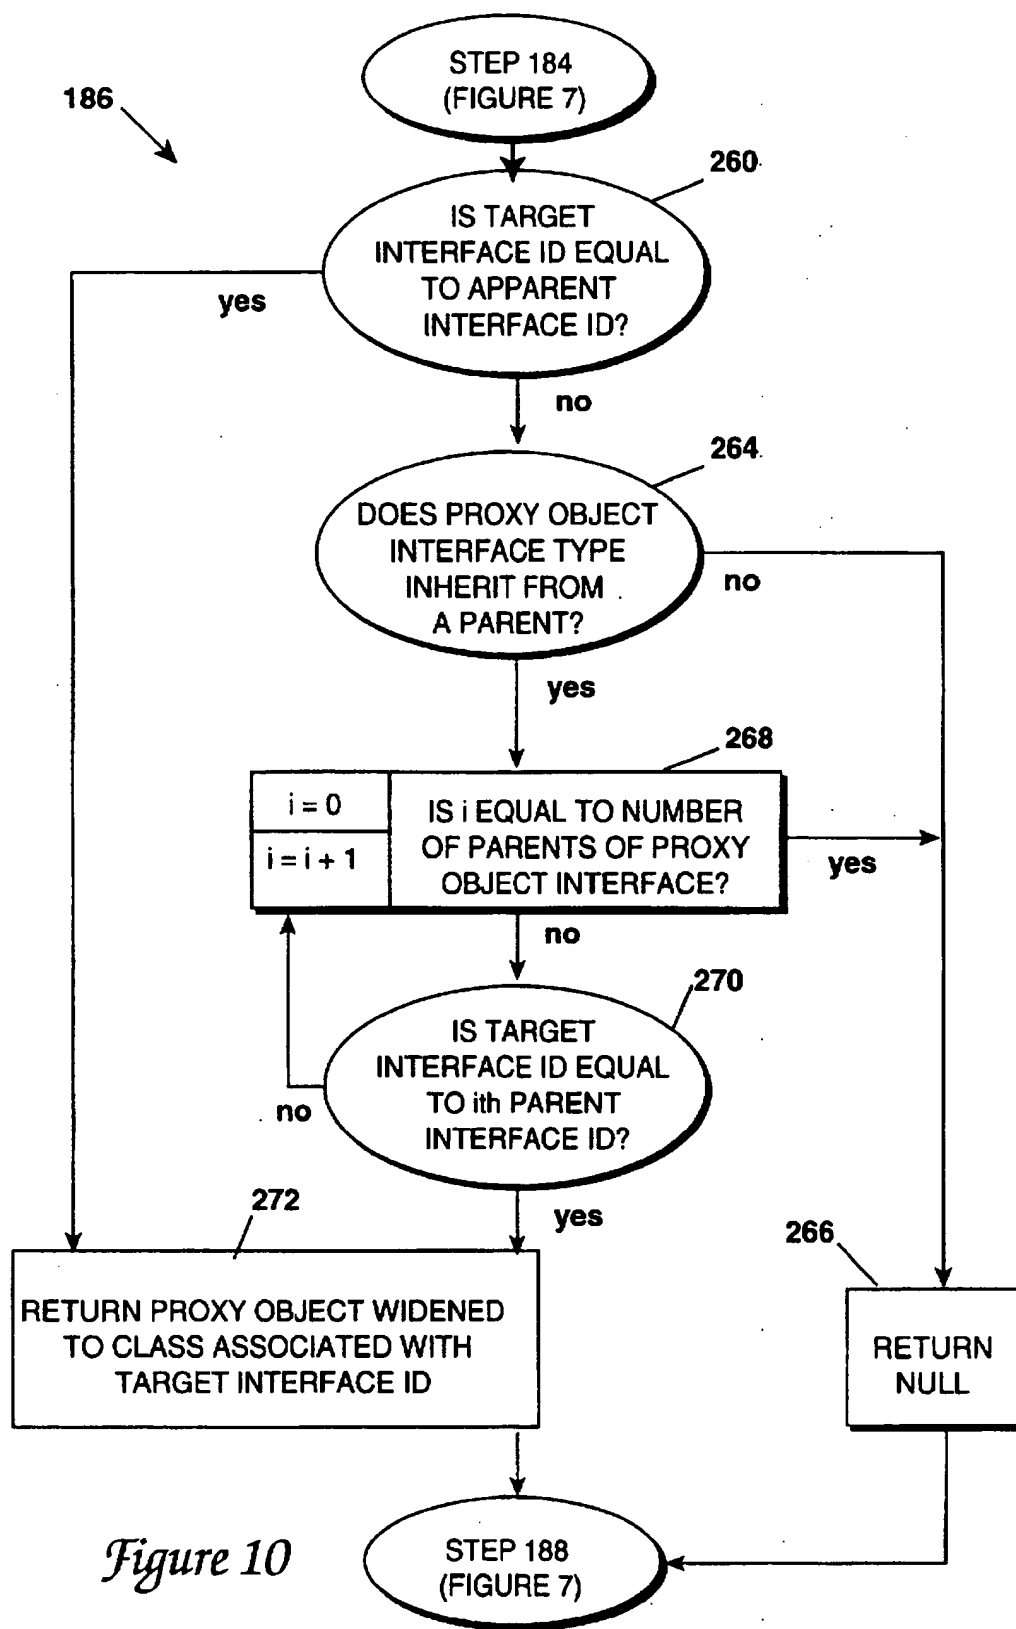 STEP 184
(FIGURE 7)
186
260
IS TARGET
INTERFACE ID EQUAL
TO APPARENT
INTERFACE ID?
yes
no
264
DOES PROXY OBJECT
INTERFACE TYPE
INHERIT FROM
A PARENT?
no
yes
268
i = 0
i = i + 1
IS i EQUAL TO NUMBER
OF PARENTS OF PROXY
OBJECT INTERFACE?
yes
no
270
IS TARGET
INTERFACE ID EQUAL
TO ith PARENT
INTERFACE ID?
no
yes
272
RETURN PROXY OBJECT WIDENED
TO CLASS ASSOCIATED WITH
TARGET INTERFACE ID
266
RETURN
NULL
STEP 188
(FIGURE 7)
Figure 10